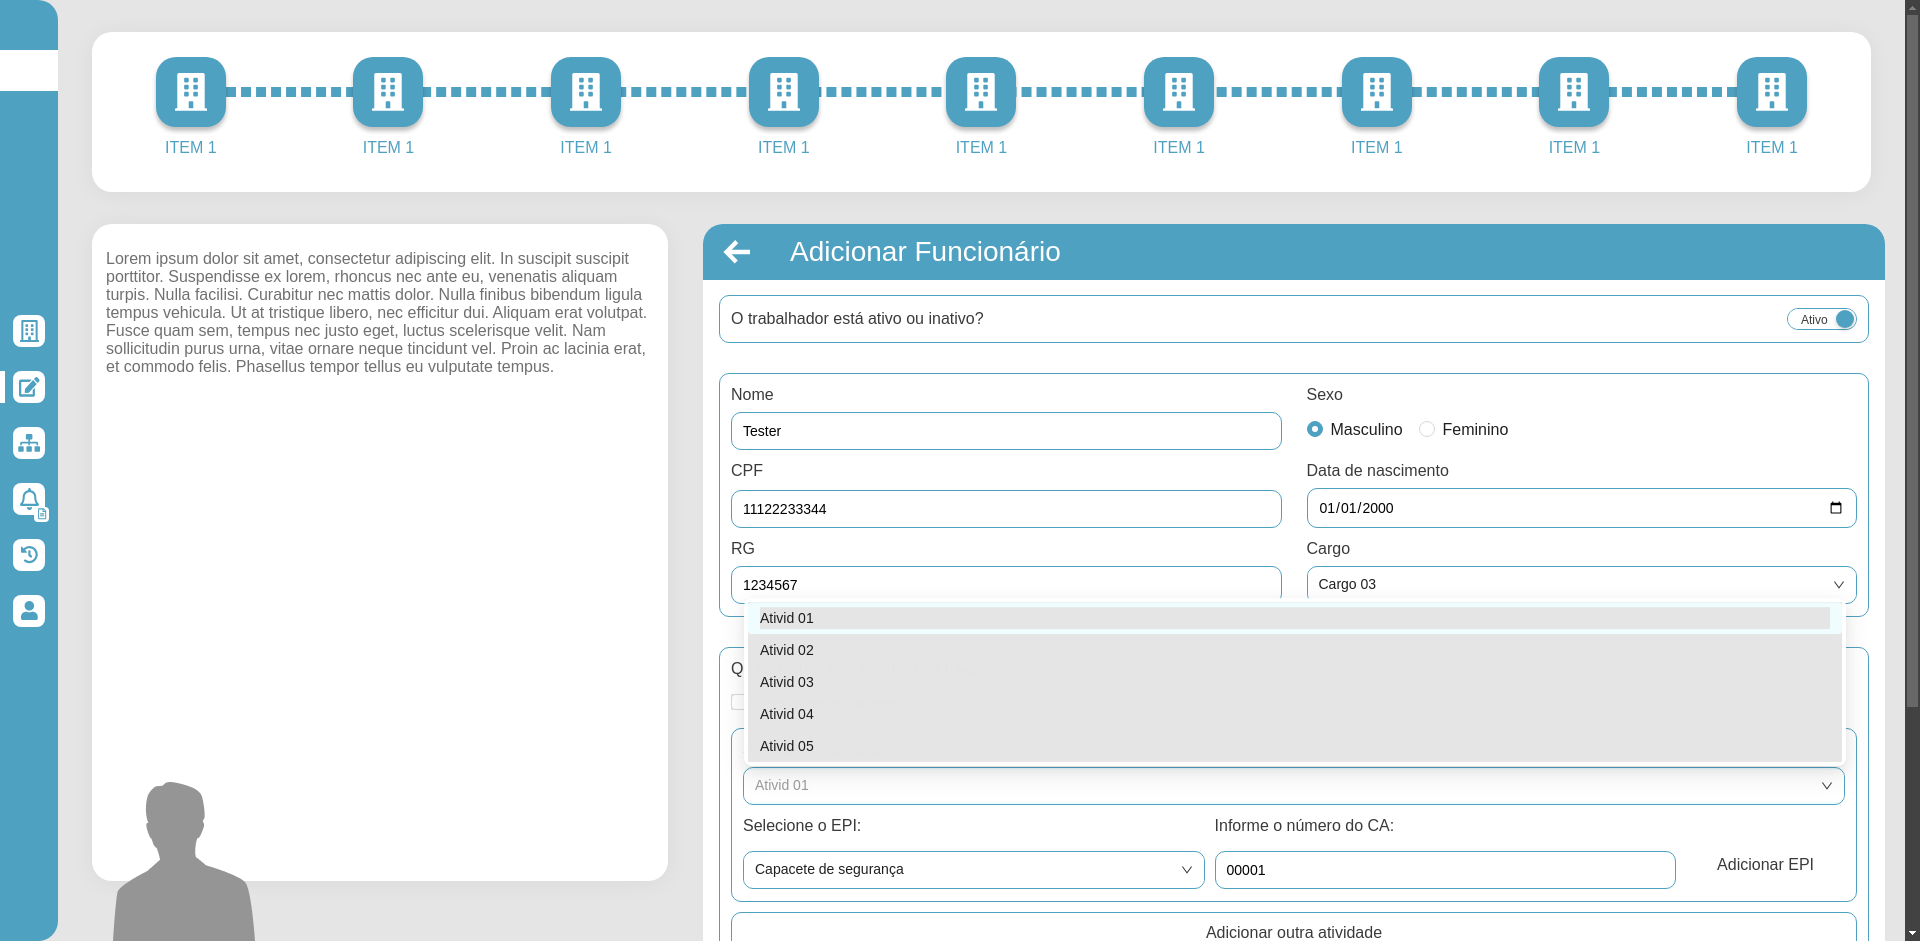 ITEM 1 ITEM 1 ITEM 1 ITEM 1 ITEM 1 ITEM 1 ITEM 1 ITEM 1 ITEM 1
Lorem ipsum dolor sit amet, consectetur adipiscing elit. In suscipit suscipit
porttitor. Suspendisse ex lorem, rhoncus nec ante eu, venenatis aliquam
turpis. Nulla facilisi. Curabitur nec mattis dolor. Nulla finibus bibendum ligula
tempus vehicula. Ut at tristique libero, nec efficitur dui. Aliquam erat volutpat.
Fusce quam sem, tempus nec justo eget, luctus scelerisque velit. Nam
sollicitudin purus urna, vitae ornare neque tincidunt vel. Proin ac lacinia erat,
et commodo felis. Phasellus tempor tellus eu vulputate tempus.
Adicionar Funcionário
O trabalhador está ativo ou inativo? Ativo
Nome Sexo
Tester Masculino Feminino
CPF Data de nascimento
11122233344 01/01/2000
RG Cargo
1234567 Cargo 03
Ativid 01
Ativid 02
Q
Ativid 03
Ativid 04
Ativid 05
Ativid 01
Selecione o EPI: Informe o número do CA:
Capacete de segurança 00001 Adicionar EPI
Adicionar outra atividade